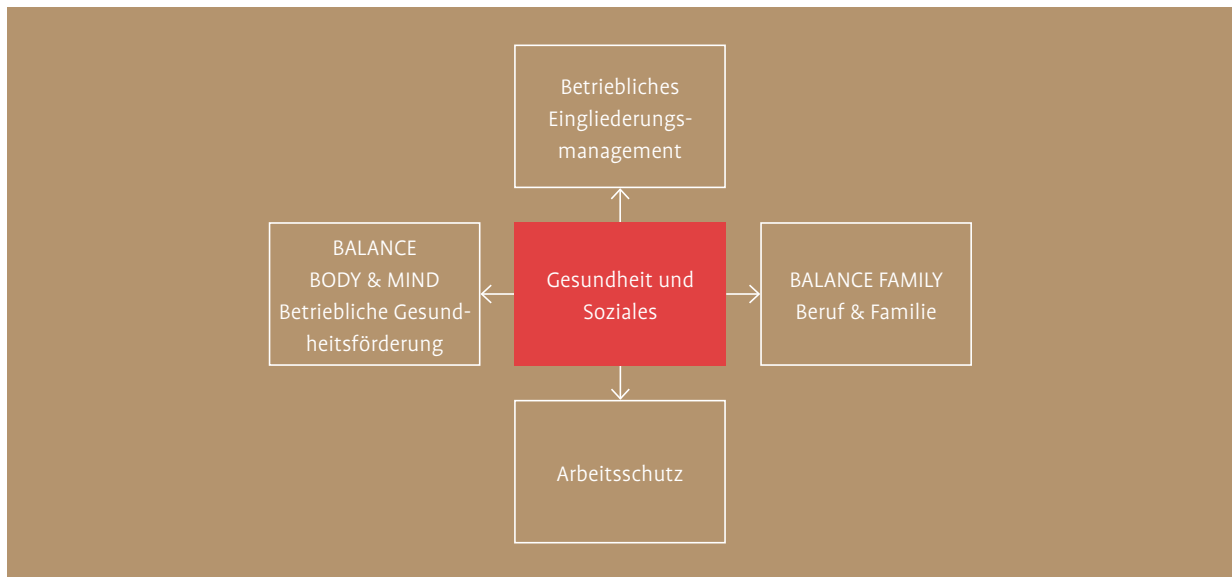 Betriebliches
Eingliederungs-
management
BALANCE
BODY & MIND
Betriebliche Gesund-
heitsförderung
Gesundheit und
Soziales
BALANCE FAMILY
Beruf & Familie
Arbeitsschutz